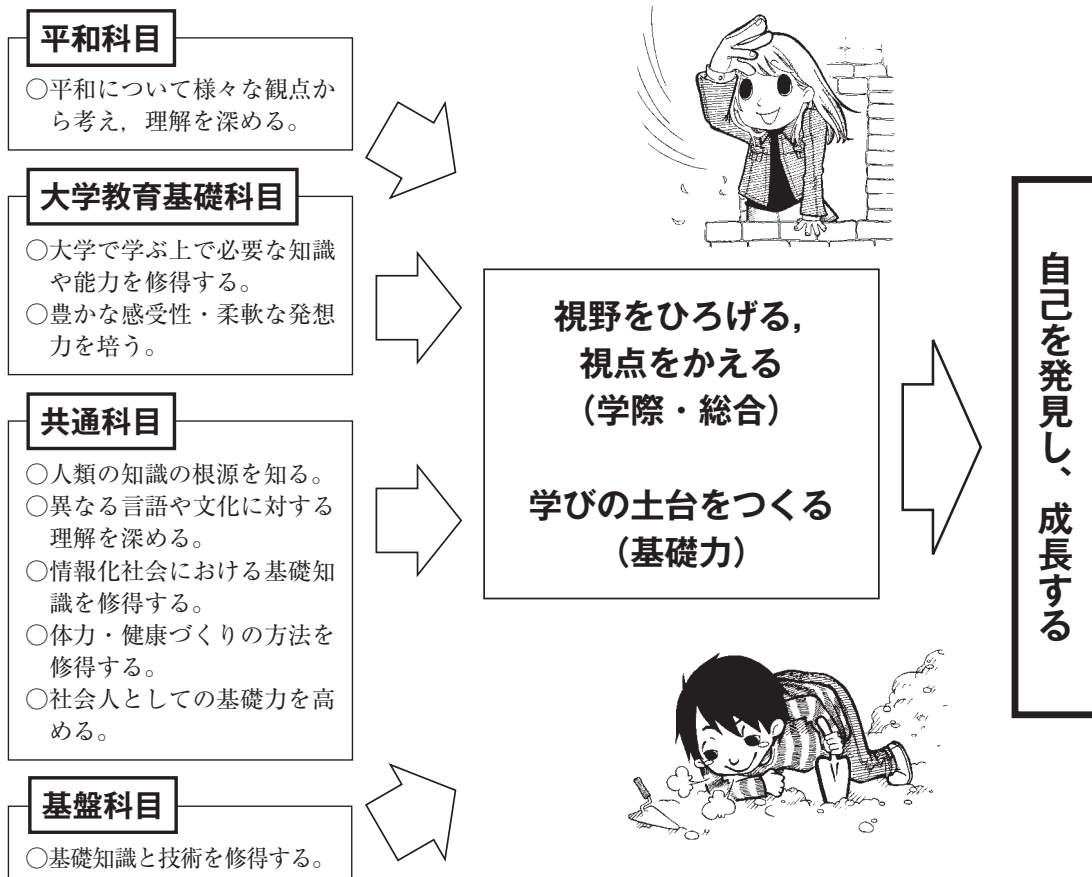 平和科目
○平和について様々な観点か
ら考え，理解を深める。
大学教育基礎科目
○大学で学ぶ上で必要な知識
や能力を修得する。
○豊かな感受性・柔軟な発想
力を培う。
共通科目
○人類の知識の根源を知る。
○異なる言語や文化に対する
理解を深める。
○情報化社会における基礎知
識を修得する。
○体力・健康づくりの方法を
修得する。
○社会人としての基礎力を高
める。
基盤科目
○基礎知識と技術を修得する。
視野をひろげる，
視点をかえる
（学際・総合）
学びの土台をつくる
（基礎力）
自己を発見し、成長する